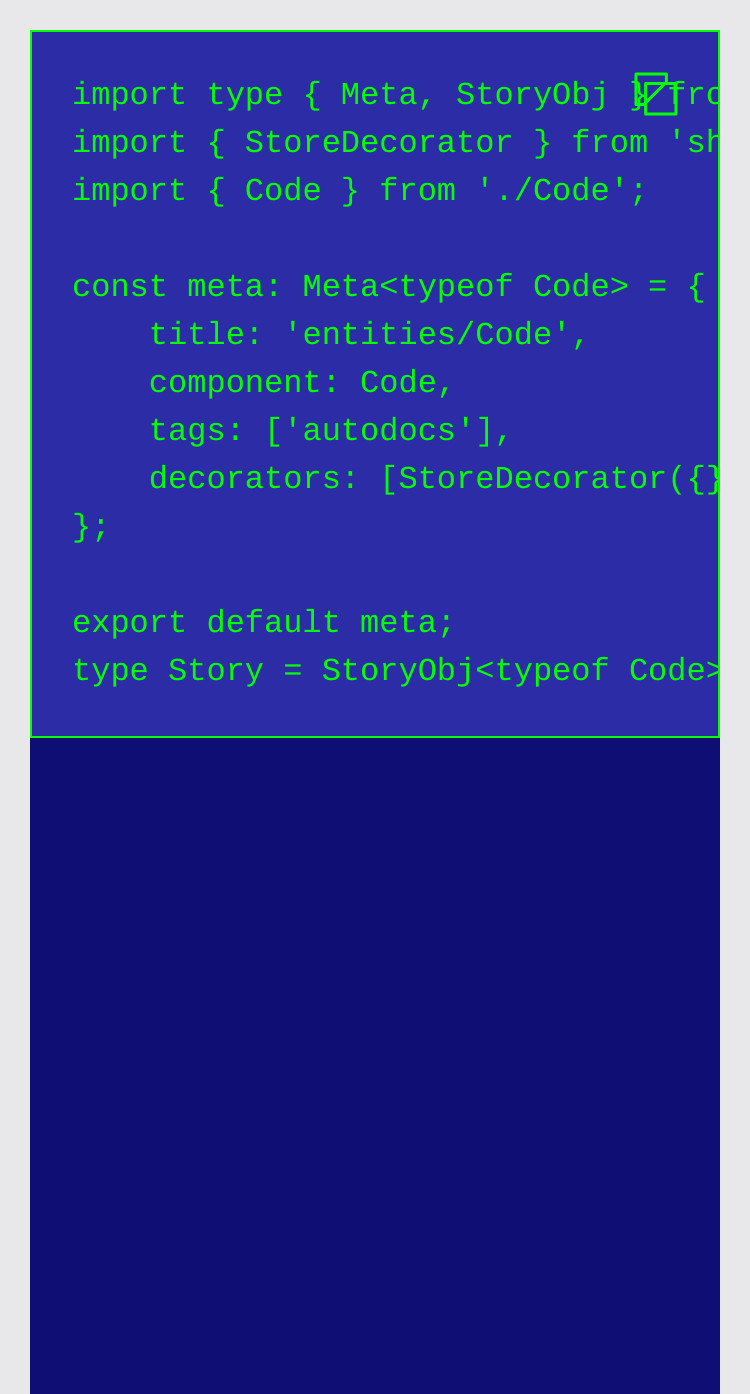 import type { Meta, StoryObj } fro
import { StoreDecorator } from 'sh
import { Code } from './Code';
const meta: Meta<typeof Code> = {
    title: 'entities/Code',
    component: Code,
    tags: ['autodocs'],
    decorators: [StoreDecorator({}
};
export default meta;
type Story = StoryObj<typeof Code>